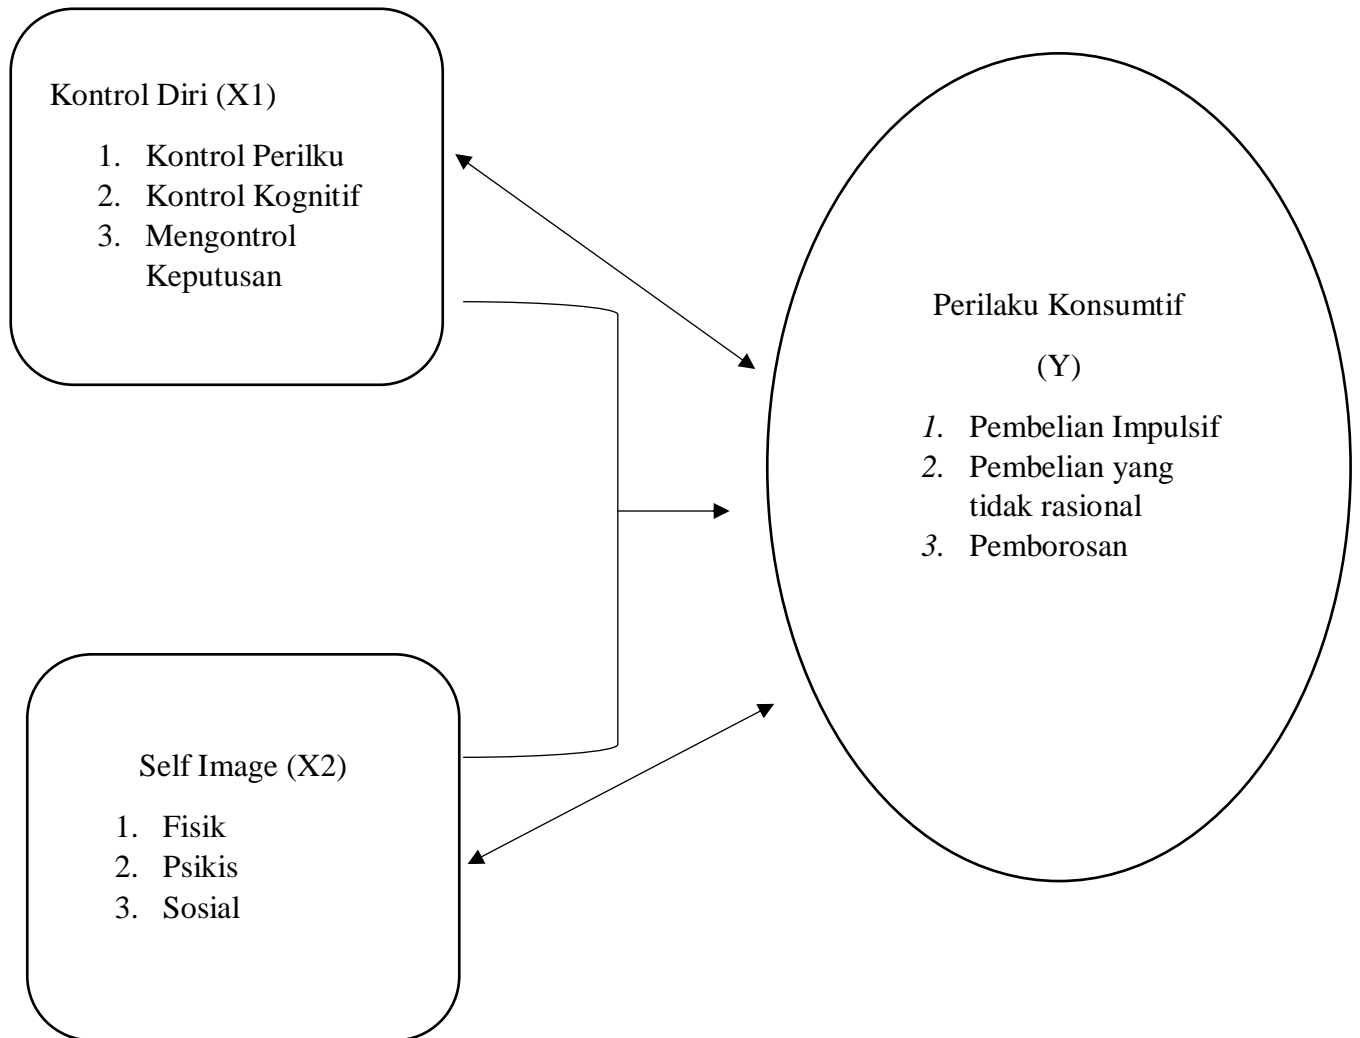 Kontrol Diri (X1)
1. Kontrol Perilku
2. Kontrol Kognitif
3. Mengontrol
Keputusan
Perilaku Konsumtif
(Y)
1. Pembelian Impulsif
2. Pembelian yang
tidak rasional
3. Pemborosan
Self Image (X2)
1. Fisik
2. Psikis
3. Sosial